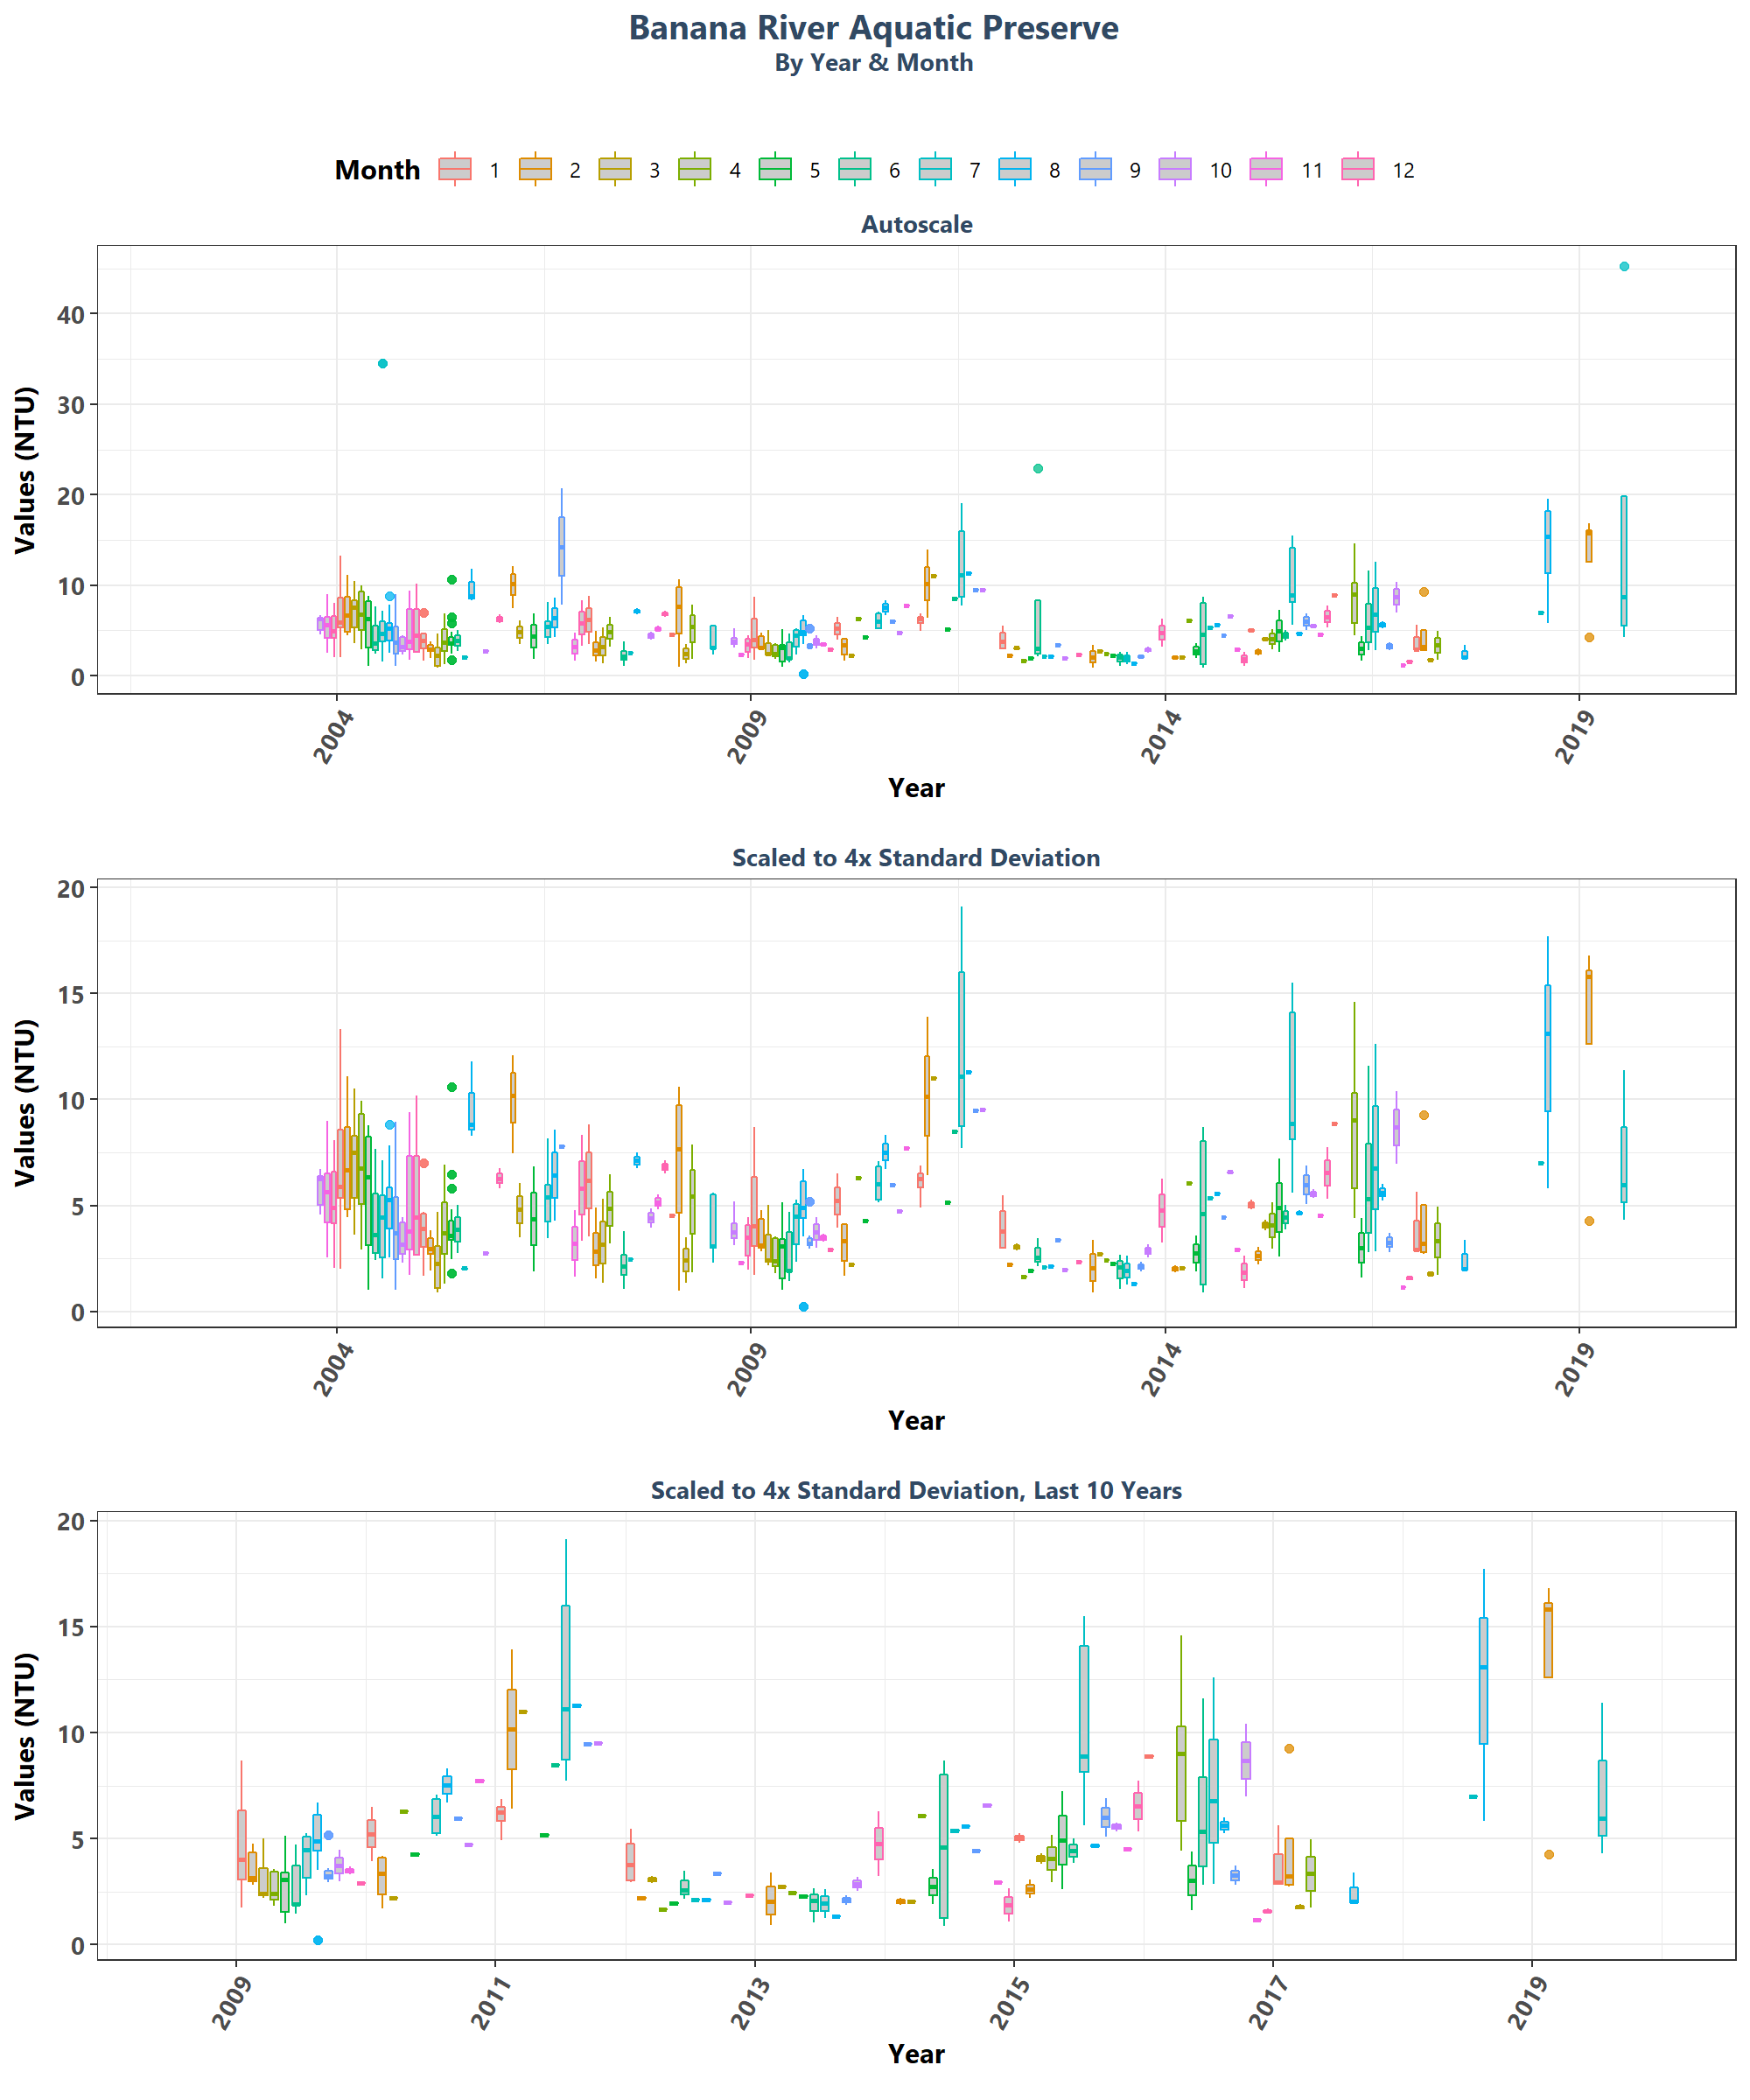 Banana River Aquatic Preserve
By Year & Month
Month 1 2 3 4 5 6 7 8 9 10 11 12
Autoscale
Values (NTU)
40
30
20
10
0
2004 2009 2014 2019
Year
Scaled to 4x Standard Deviation
Values (NTU)
20
15
10
5
0
2004 2009 2014 2019
Year
Scaled to 4x Standard Deviation, Last 10 Years
Values (NTU)
20
15
10
5
0
2009 2011 2013 2015 2017 2019
Year